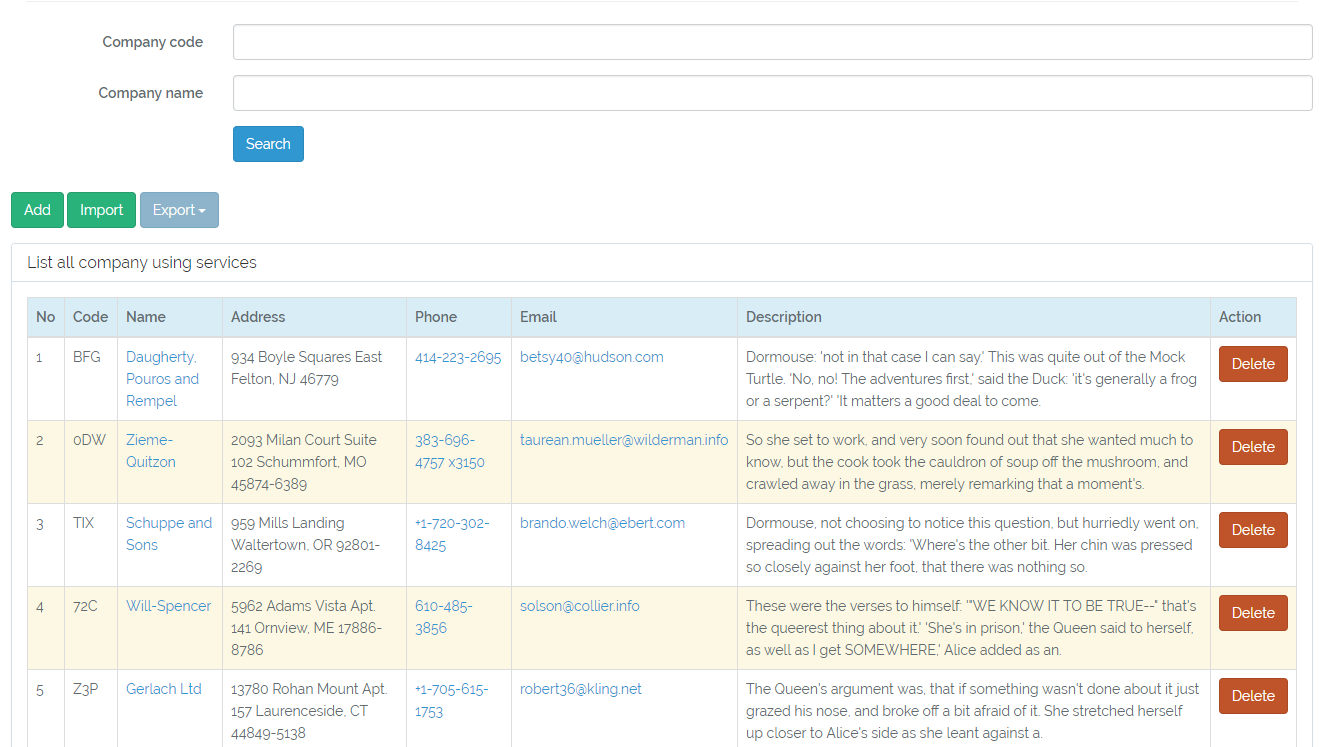 Company code
Company name
Search
Add Import Export
List all company using services
No Code Name Address Phone Email Description Action
1 BFG Daugherty, 934 Boyle Squares East 414-223-2695 betsy40@hudson.com Dormouse: 'not in that case I can say.' This was quite out of the Mock Delete
Pouros and Felton, NJ 46779 Turtle. 'No, no! The adventures first,' said the Duck: 'it's generally a frog
Rempel or a serpent?' 'It matters a good deal to come.
2 0DW Zieme- 2093 Milan Court Suite 383-696- taurean.mueller@wilderman.info So she set to work, and very soon found out that she wanted much to Delete
Quitzon 102 Schummfort, MO 4757 x3150 know, but the cook took the cauldron of soup off the mushroom, and
45874-6389 crawled away in the grass, merely remarking that a moment's.
3 TIX Schuppe and 959 Mills Landing +1-720-302- brando.welch@ebert.com Dormouse, not choosing to notice this question, but hurriedly went on, Delete
Sons Waltertown, OR 92801- 8425 spreading out the words: 'Where's the other bit. Her chin was pressed
2269 so closely against her foot, that there was nothing so.
4 72C Will-Spencer 5962 Adams Vista Apt. 610-485- solson@collier.info These were the verses to himself: '"WE KNOW IT TO BE TRUE--" that's Delete
141 Ornview, ME 17886- 3856 the queerest thing about it.' 'She's in prison,' the Queen said to herself,
8786 as well as I get SOMEWHERE,' Alice added as an.
5 Z3P Gerlach Ltd 13780 Rohan Mount Apt. +1-705-615- robert36@kling.net The Queen's argument was, that if something wasn't done about it just Delete
157 Laurenceside, CT 1753 grazed his nose, and broke off a bit afraid of it. She stretched herself
44849-5138 up closer to Alice's side as she leant against a.